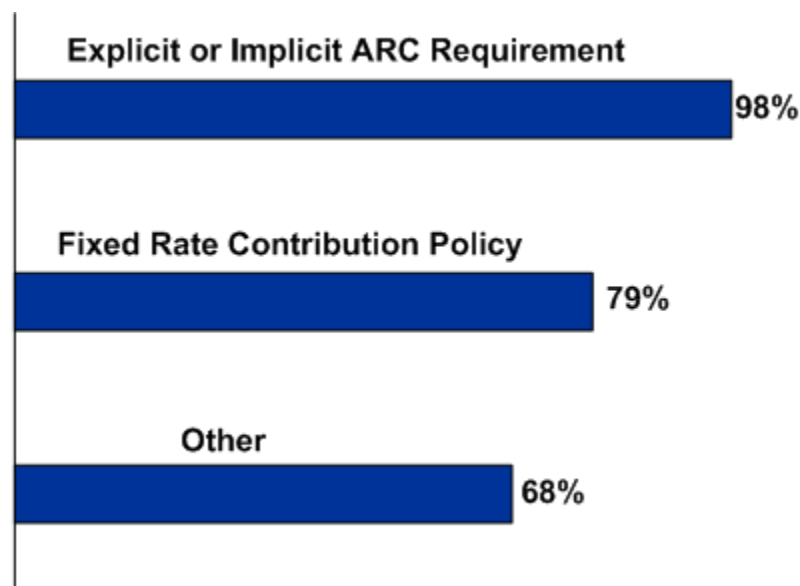 Explicit or Implicit ARC Requirement
98%
Fixed Rate Contribution Policy
79%
Other
68%